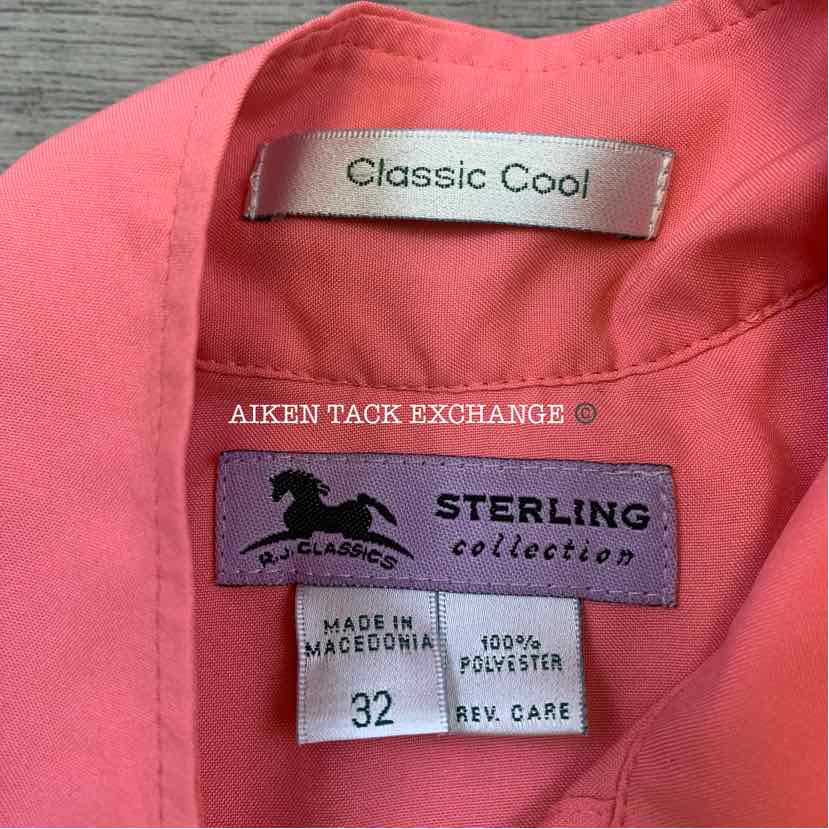 Classic Cool
AIKEN TACK EXCHANGE ©
R.J. CLASSICS
STERLING
collection
MADE IN
MACEDONIA
32
100%
POLYESTER
REV. CARE